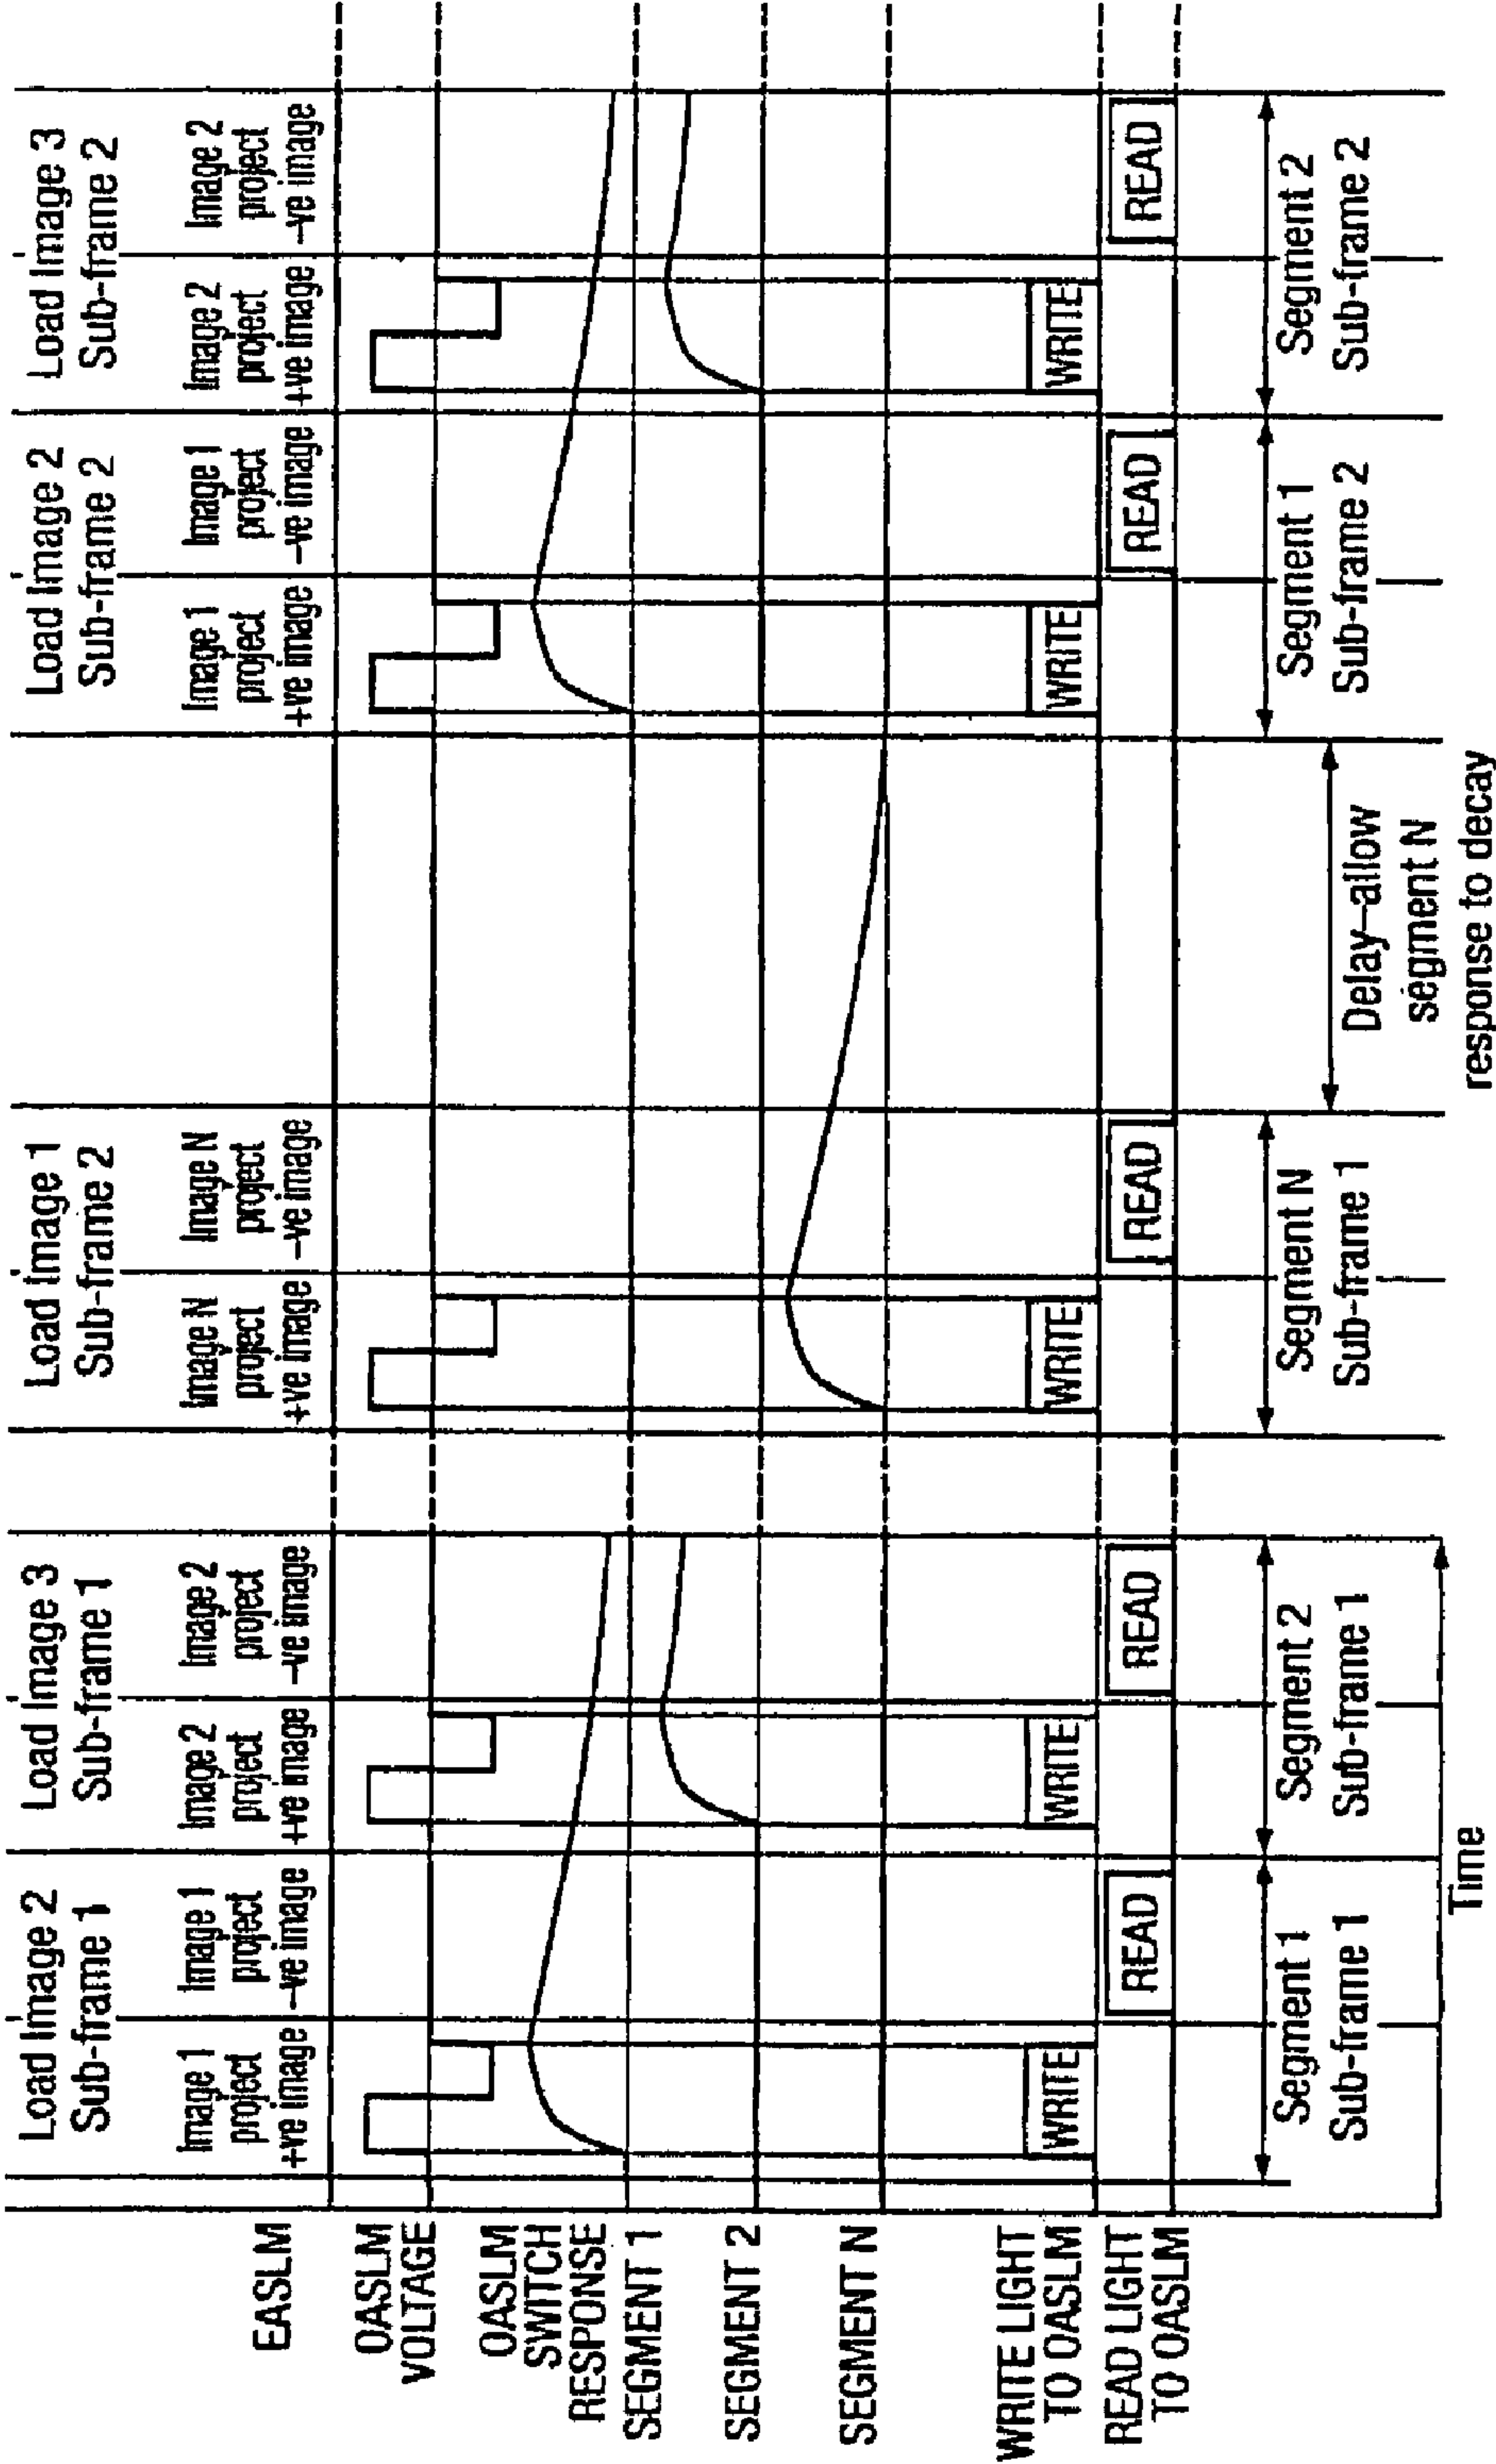 Load Image 2
Sub-frame 1
Load Image 3
Sub-frame 1
Load Image 1
Sub-frame 2
Load Image 2
Sub-frame 2
Load Image 3
Sub-frame 2
EASLM
Image 1
project
+ve image
Image 1
project
–ve image
Image 2
project
+ve image
Image 2
project
–ve image
Image N
project
+ve image
Image N
project
–ve image
Image 1
project
+ve image
Image 1
project
–ve image
Image 2
project
+ve image
Image 2
project
–ve image
OASLM
VOLTAGE
OASLM
SWITCH
RESPONSE
SEGMENT 1
SEGMENT 2
SEGMENT N
WRITE LIGHT
TO OASLM
WRITE
WRITE
WRITE
WRITE
WRITE
READ LIGHT
TO OASLM
READ
READ
READ
READ
READ
Segment 1
Sub-frame 1
Segment 2
Sub-frame 1
Segment N
Sub-frame 1
Delay–allow
segment N
response to decay
Segment 1
Sub-frame 2
Segment 2
Sub-frame 2
Time